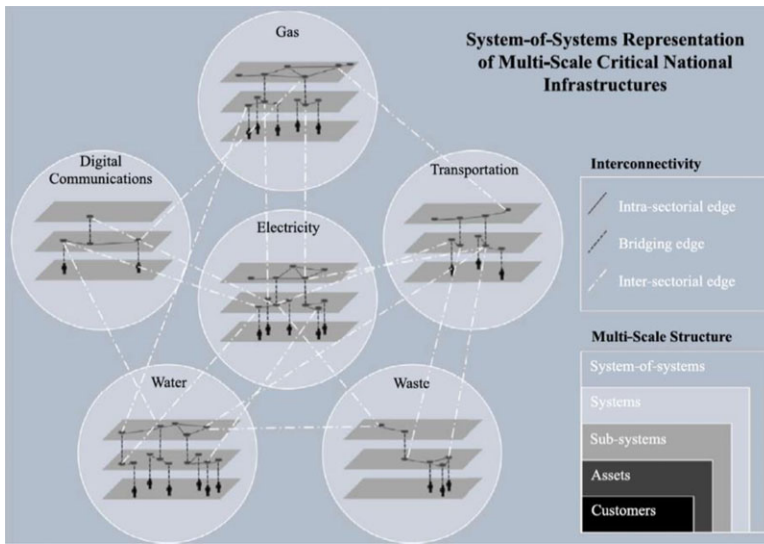 Gas
System-of-Systems Representation
of Multi-Scale Critical National
Infrastructures
Digital
Communications
Transportation
Electricity
Interconnectivity
Intra-sectorial edge
Bridging edge
Inter-sectorial edge
Water
Waste
Multi-Scale Structure
System-of-systems
Systems
Sub-systems
Assets
Customers